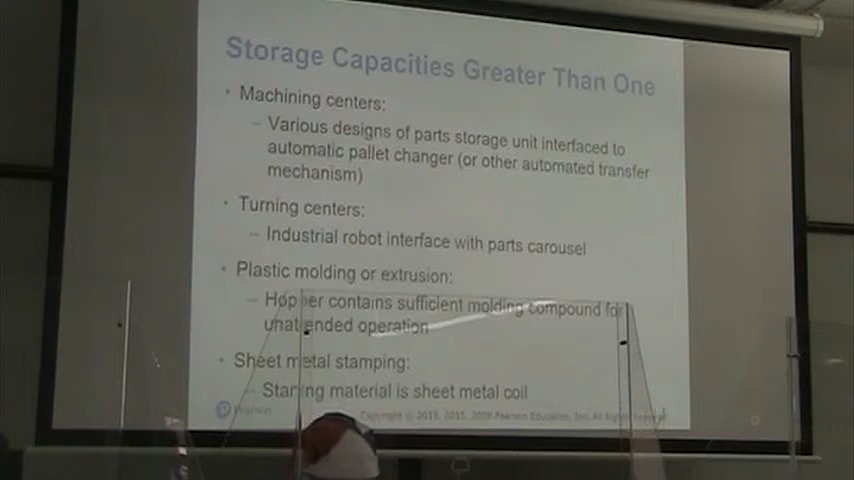 Storage Capacities Greater Than One
• Machining centers:
– Various designs of parts storage unit interfaced to
automatic pallet changer (or other automated transfer
mechanism)
• Turning centers:
– Industrial robot interface with parts carousel
• Plastic molding or extrusion:
– Hopper contains sufficient molding compound for
unattended operation
• Sheet metal stamping:
– Starting material is sheet metal coil
Pearson
Copyright © 2019, 2015, 2008 Pearson Education, Inc. All Rights Reserved